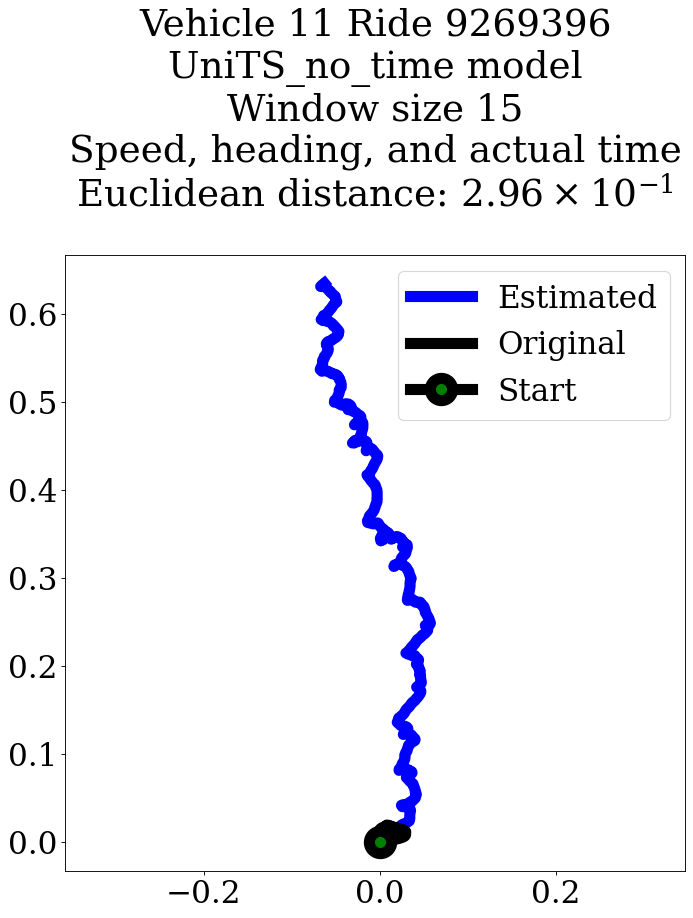 Vehicle 11 Ride 9269396
UniTS_no_time model
Window size 15
Speed, heading, and actual time
Euclidean distance: 2.96 × 10⁻¹
Estimated
Original
Start
0.6
0.5
0.4
0.3
0.2
0.1
0.0
−0.2
0.0
0.2